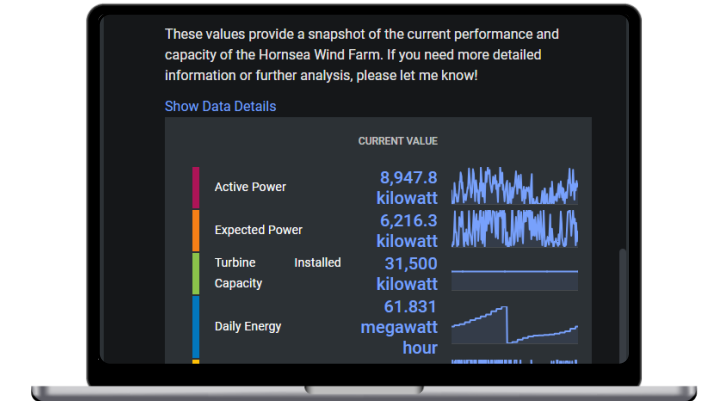 These values provide a snapshot of the current performance and
capacity of the Hornsea Wind Farm. If you need more detailed
information or further analysis, please let me know!
Show Data Details
CURRENT VALUE
Active Power
8,947.8
kilowatt
Expected Power
6,216.3
kilowatt
Turbine Installed
Capacity
31,500
kilowatt
Daily Energy
61.831
megawatt
hour